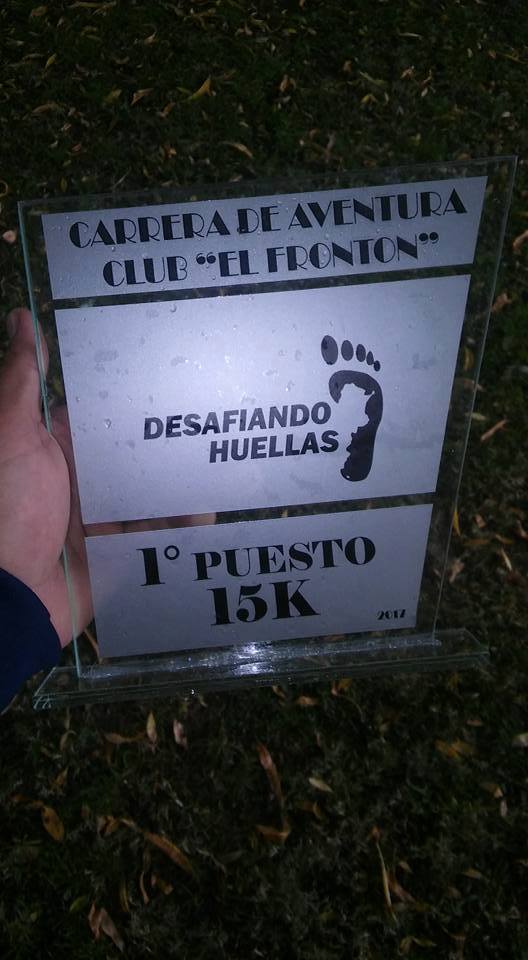 CARRERA DE AVENTURA
CLUB “EL FRONTON”
DESAFIANDO
HUELLAS
1° PUESTO
15K
2017